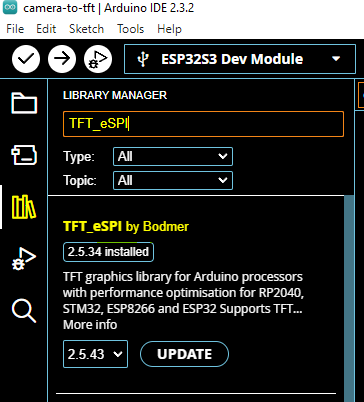 camera-to-tft | Arduino IDE 2.3.2
File Edit Sketch Tools Help
ESP32S3 Dev Module
LIBRARY MANAGER
TFT_eSPI
Type: All
Topic: All
TFT_eSPI by Bodmer
2.5.34 installed
TFT graphics library for Arduino processors
with performance optimisation for RP2040,
STM32, ESP8266 and ESP32 Supports TFT...
More info
2.5.43 UPDATE